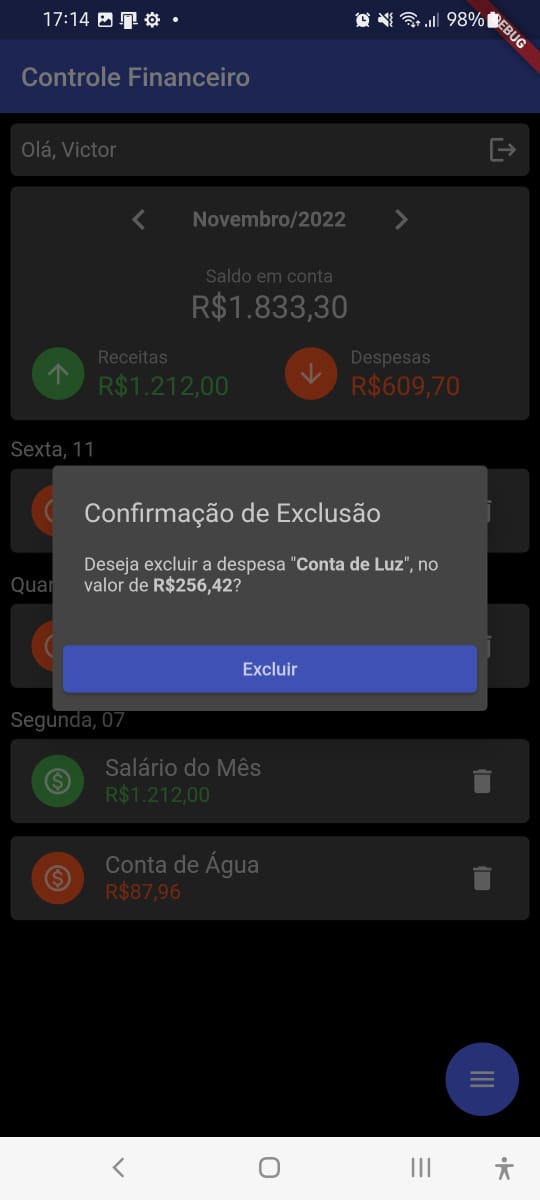 17:14
98%
DEBUG
Controle Financeiro
Olá, Victor
Novembro/2022
Saldo em conta
R$1.833,30
Receitas
R$1.212,00
Despesas
R$609,70
Sexta, 11
Confirmação de Exclusão
Deseja excluir a despesa "Conta de Luz", no
valor de R$256,42?
Excluir
Quar
Segunda, 07
Salário do Mês
R$1.212,00
Conta de Água
R$87,96